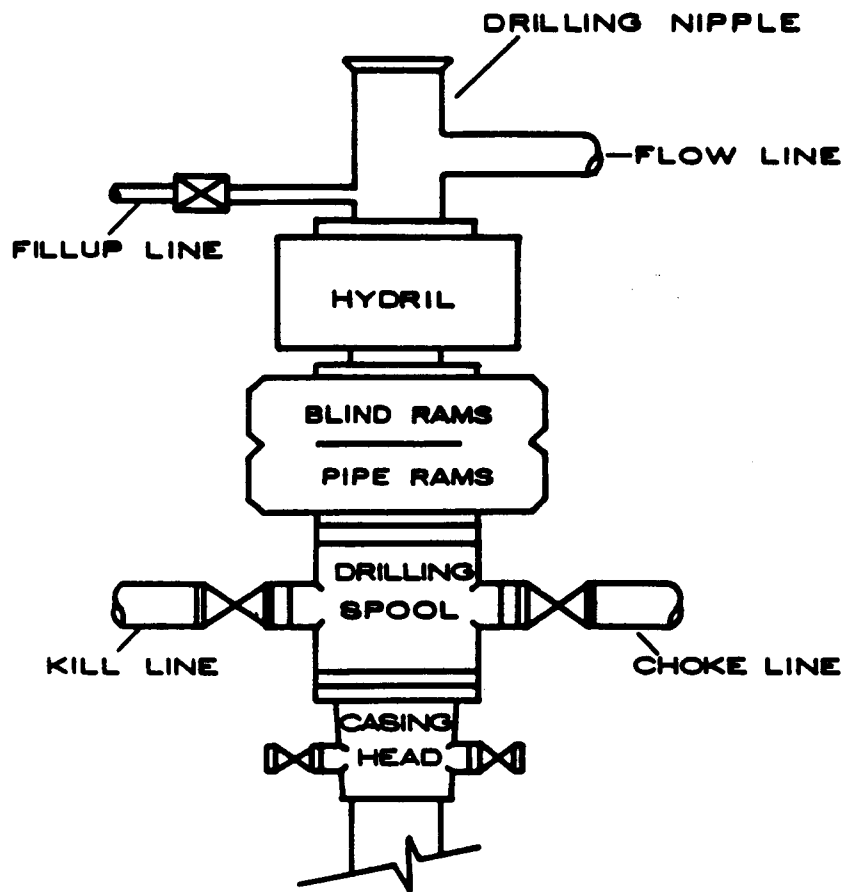 DRILLING NIPPLE
FLOW LINE
FILLUP LINE
HYDRIL
BLIND RAMS
PIPE RAMS
DRILLING
SPOOL
KILL LINE
CHOKE LINE
CASING
HEAD